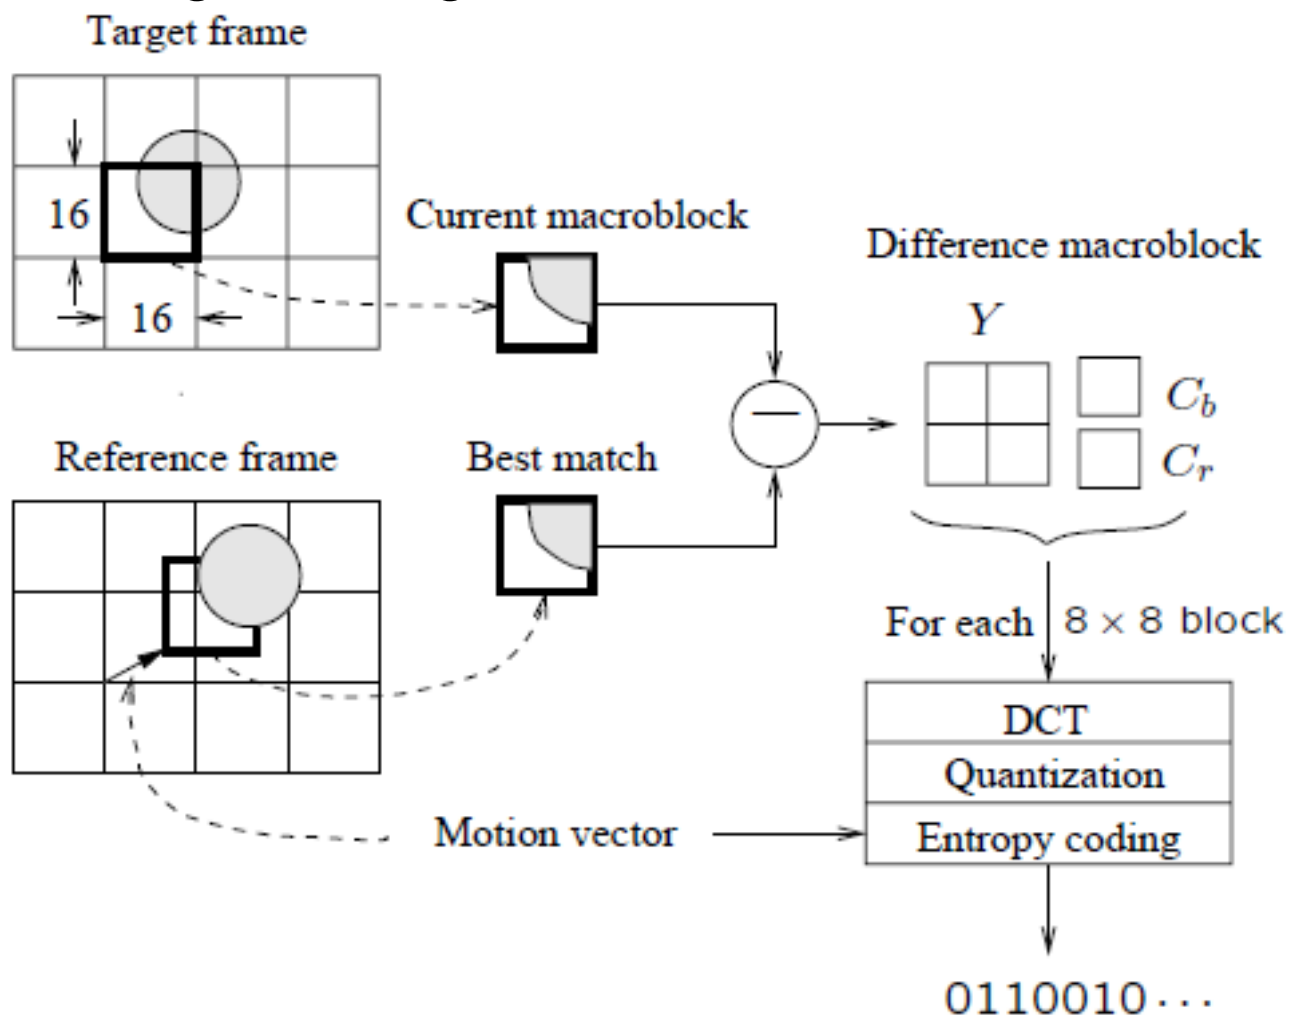 Target frame
16
16
Current macroblock
Difference macroblock
Y
C_b
C_r
Reference frame
Best match
For each 8 × 8 block
DCT
Quantization
Entropy coding
Motion vector
0110010···